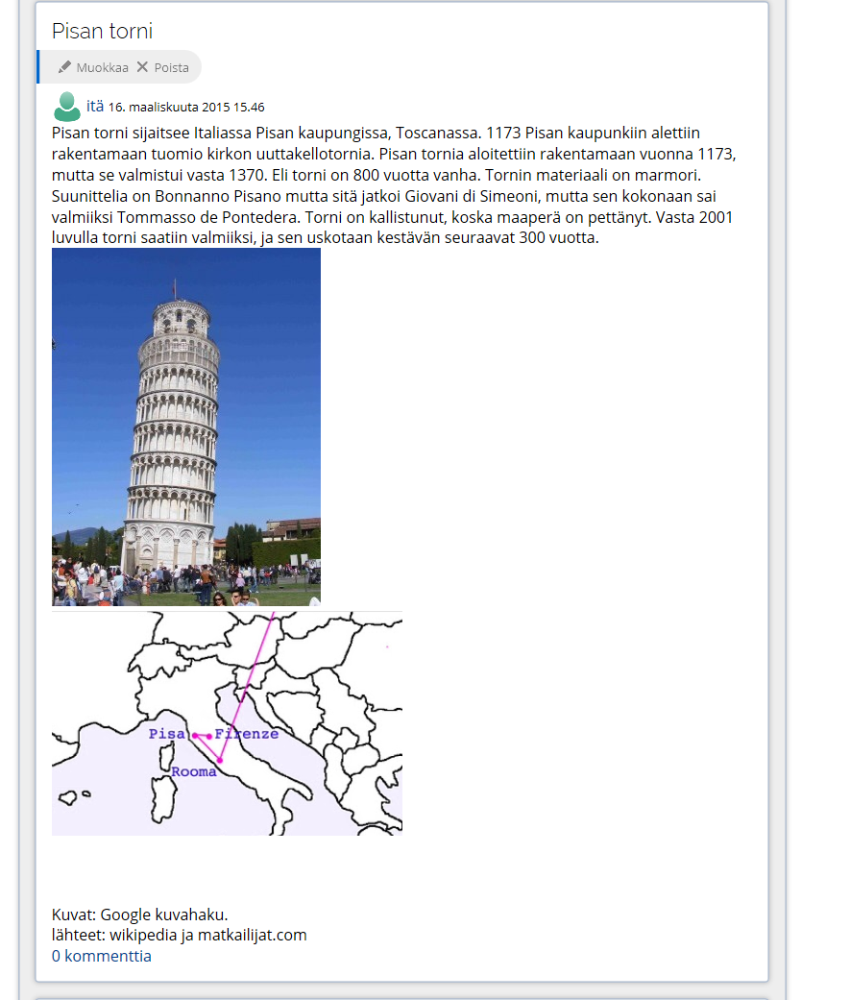 Pisan torni
Muokkaa Poista
itä 16. maaliskuuta 2015 15.46
Pisan torni sijaitsee Italiassa Pisan kaupungissa, Toscanassa. 1173 Pisan kaupunkiin alettiin
rakentamaan tuomio kirkon uuttakellotornia. Pisan tornia aloitettiin rakentamaan vuonna 1173,
mutta se valmistui vasta 1370. Eli torni on 800 vuotta vanha. Tornin materiaali on marmori.
Suunittelia on Bonnanno Pisano mutta sitä jatkoi Giovani di Simeoni, mutta sen kokonaan sai
valmiiksi Tommasso de Pontedera. Torni on kallistunut, koska maaperä on pettänyt. Vasta 2001
luvulla torni saatiin valmiiksi, ja sen uskotaan kestävän seuraavat 300 vuotta.
Pisa Firenze
Rooma
Kuvat: Google kuvahaku.
lähteet: wikipedia ja matkailijat.com
0 kommenttia